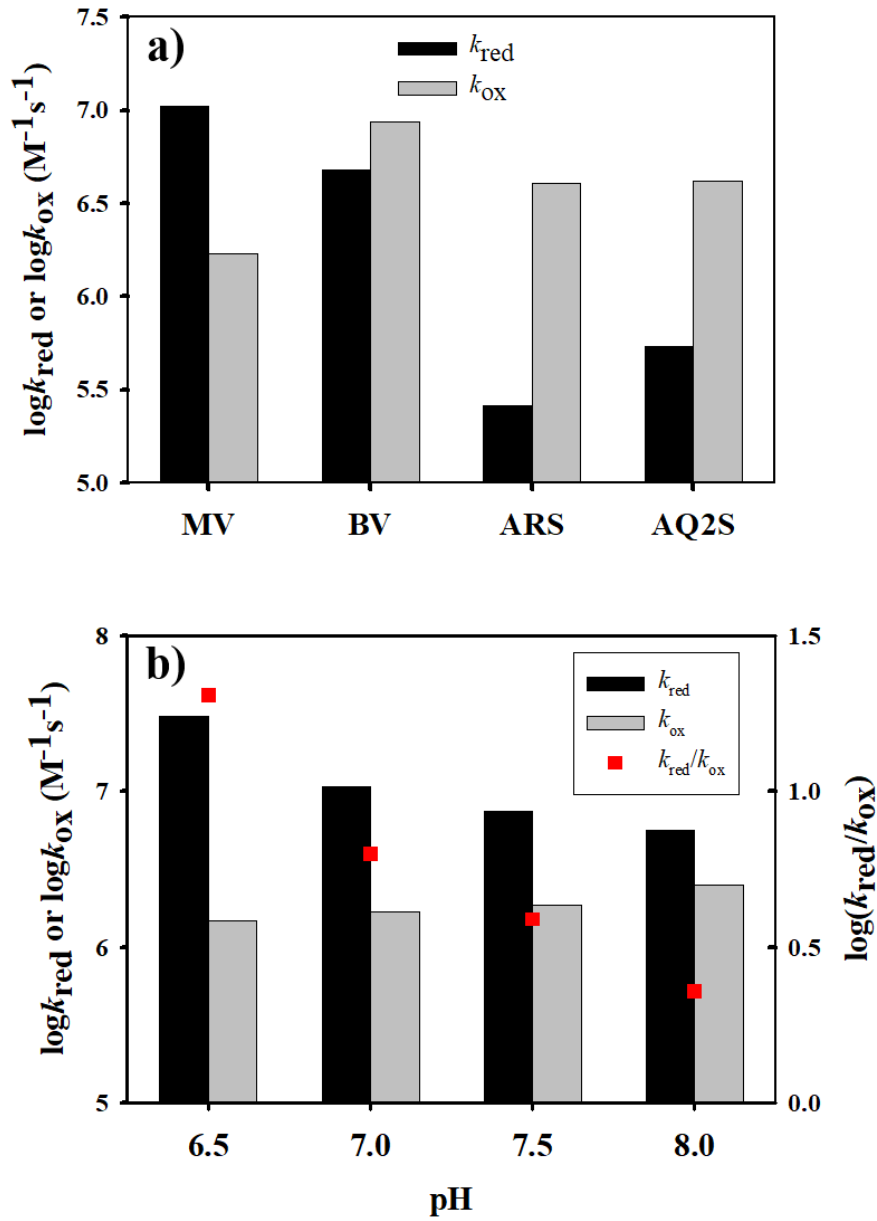 a)
kred
kox
7.5
7.0
6.5
6.0
5.5
5.0
logkred or logkox (M-1s-1)
MV BV ARS AQ2S
b)
kred
kox
kred/kox
8
7
6
5
logkred or logkox (M-1s-1)
1.5
1.0
0.5
0.0
log(kred/kox)
6.5 7.0 7.5 8.0
pH